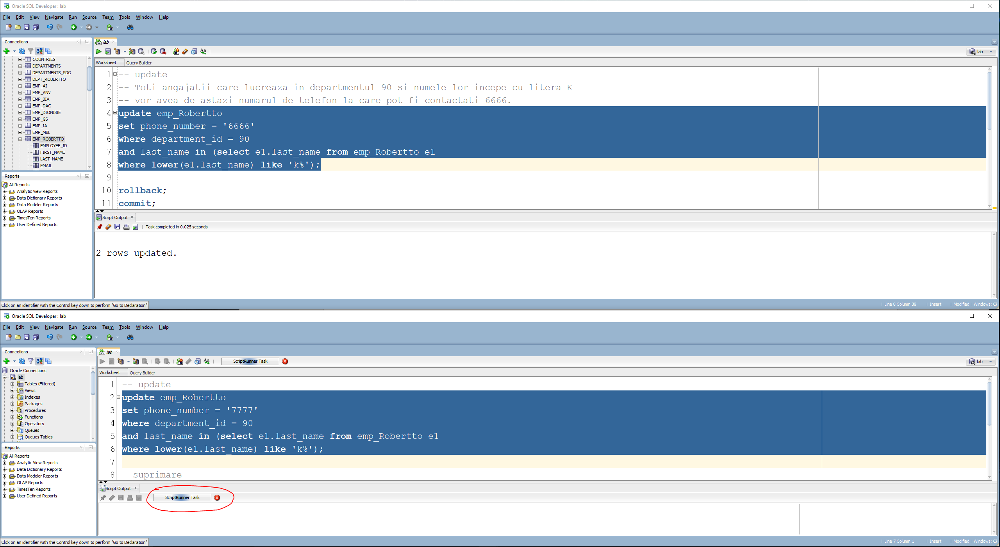 Oracle SQL Developer : lab
File Edit View Navigate Run Source Team Tools Window Help
Connections
COUNTRIES
DEPARTMENTS
DEPARTMENTS_SDG
DEPT_ROBERTTO
EMP_AI
EMP_ANV
EMP_BIA
EMP_DAC
EMP_DIONISIE
EMP_GS
EMP_IA
EMP_MBL
EMP_ROBERTTO
EMPLOYEE_ID
FIRST_NAME
LAST_NAME
EMAIL
Reports
All Reports
Analytic View Reports
Data Dictionary Reports
Data Modeler Reports
OLAP Reports
TimesTen Reports
User Defined Reports
lab
lab
Worksheet Query Builder
1 -- update
2 -- Toti angajatii care lucreaza in departmentul 90 si numele lor incepe cu litera K
3 -- vor avea de astazi numarul de telefon la care pot fi contactati 6666.
4 update emp_Robertto
5 set phone_number = '6666'
6 where department_id = 90
7 and last_name in (select e1.last_name from emp_Robertto e1
8 where lower(e1.last_name) like 'k%');
9
10 rollback;
11 commit;
Script Output
Task completed in 0.025 seconds
2 rows updated.
Click on an identifier with the Control key down to perform "Go to Declaration"
Line 8 Column 38 | Insert | Modified | Windows:
Oracle SQL Developer : lab
File Edit View Navigate Run Source Team Tools Window Help
Connections
Oracle Connections
lab
Tables (Filtered)
Views
Indexes
Packages
Procedures
Functions
Operators
Queues
Queues Tables
Reports
All Reports
Analytic View Reports
Data Dictionary Reports
Data Modeler Reports
OLAP Reports
TimesTen Reports
User Defined Reports
lab
ScriptRunner Task
lab
Worksheet Query Builder
1 -- update
2 update emp_Robertto
3 set phone_number = '7777'
4 where department_id = 90
5 and last_name in (select e1.last_name from emp_Robertto e1
6 where lower(e1.last_name) like 'k%');
7
8 --suprimare
Script Output
ScriptRunner Task
Click on an identifier with the Control key down to perform "Go to Declaration"
Line 7 Column 1 | Insert | Modified | Windows: